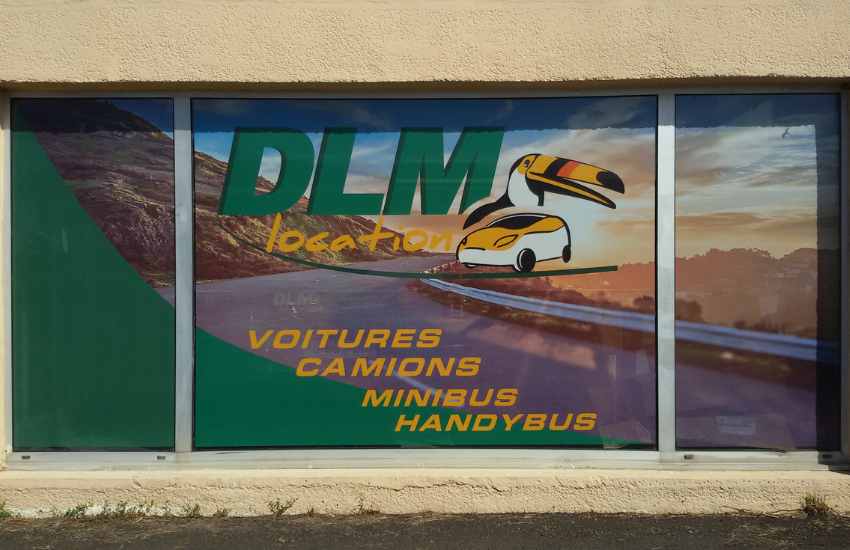 DLM
location
VOITURES
CAMIONS
MINIBUS
HANDYBUS